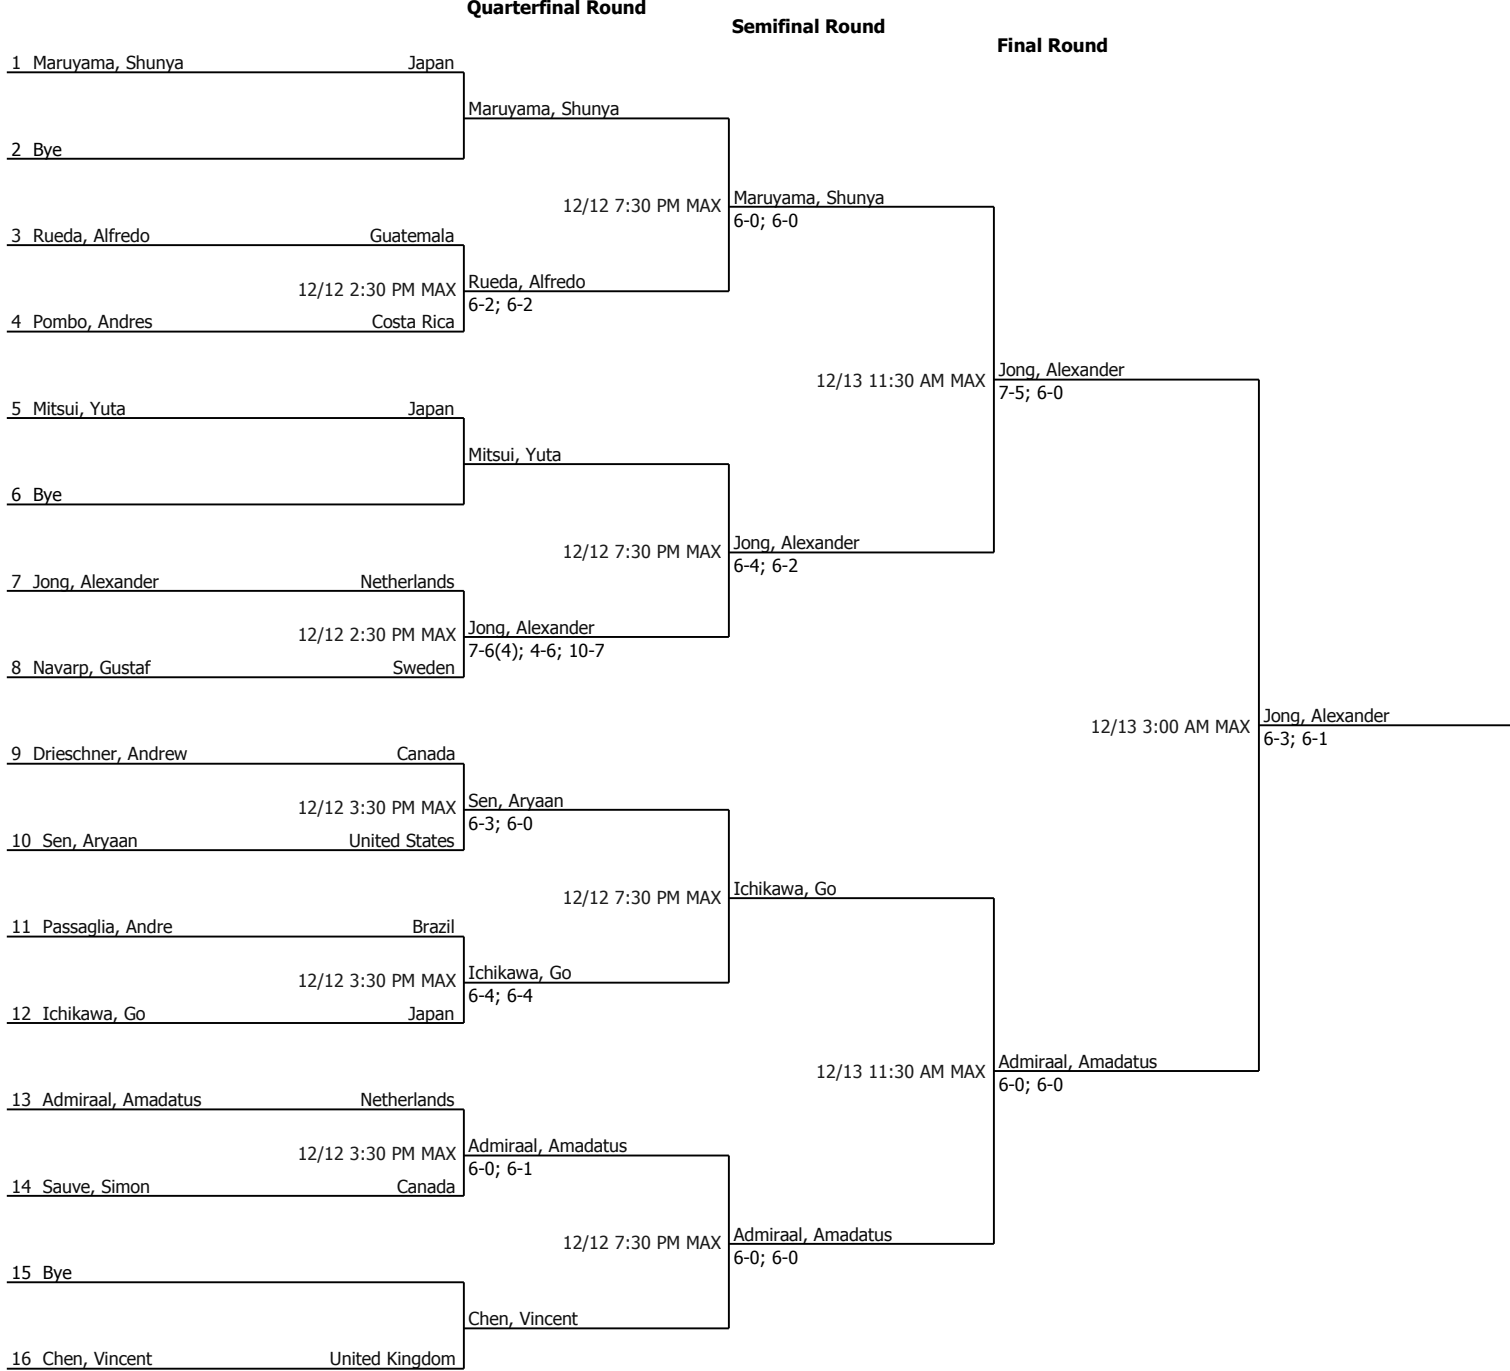 Quarterfinal Round
Semifinal Round
Final Round
1 Maruyama, Shunya Japan
Maruyama, Shunya
2 Bye
12/12 7:30 PM MAX Maruyama, Shunya
6-0; 6-0
3 Rueda, Alfredo Guatemala
12/12 2:30 PM MAX Rueda, Alfredo
6-2; 6-2
4 Pombo, Andres Costa Rica
12/13 11:30 AM MAX Jong, Alexander
7-5; 6-0
5 Mitsui, Yuta Japan
Mitsui, Yuta
6 Bye
12/12 7:30 PM MAX Jong, Alexander
6-4; 6-2
7 Jong, Alexander Netherlands
12/12 2:30 PM MAX Jong, Alexander
7-6(4); 4-6; 10-7
8 Navarp, Gustaf Sweden
12/13 3:00 AM MAX Jong, Alexander
6-3; 6-1
9 Drieschner, Andrew Canada
12/12 3:30 PM MAX Sen, Aryaan
6-3; 6-0
10 Sen, Aryaan United States
12/12 7:30 PM MAX Ichikawa, Go
11 Passaglia, Andre Brazil
12/12 3:30 PM MAX Ichikawa, Go
6-4; 6-4
12 Ichikawa, Go Japan
12/13 11:30 AM MAX Admiraal, Amadatus
6-0; 6-0
13 Admiraal, Amadatus Netherlands
12/12 3:30 PM MAX Admiraal, Amadatus
6-0; 6-1
14 Sauve, Simon Canada
12/12 7:30 PM MAX Admiraal, Amadatus
6-0; 6-0
15 Bye
Chen, Vincent
16 Chen, Vincent United Kingdom